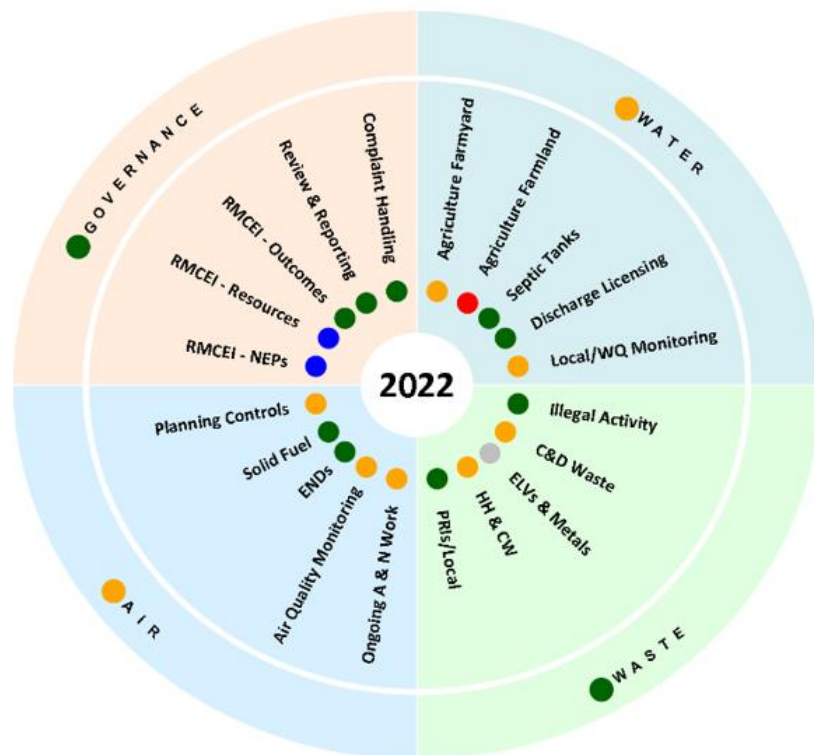 GOVERNANCE
Complaint Handling
Review & Reporting
RMCEI - Outcomes
RMCEI - Resources
RMCEI - NEPs
WATER
Agriculture Farmyard
Agriculture Farmland
Septic Tanks
Discharge Licensing
Local/WQ Monitoring
2022
Planning Controls
Solid Fuel
ENDs
Air Quality Monitoring
Ongoing A & N Work
AIR
Illegal Activity
C&D Waste
ELVs & Metals
HH & CW
PRIs/Local
WASTE